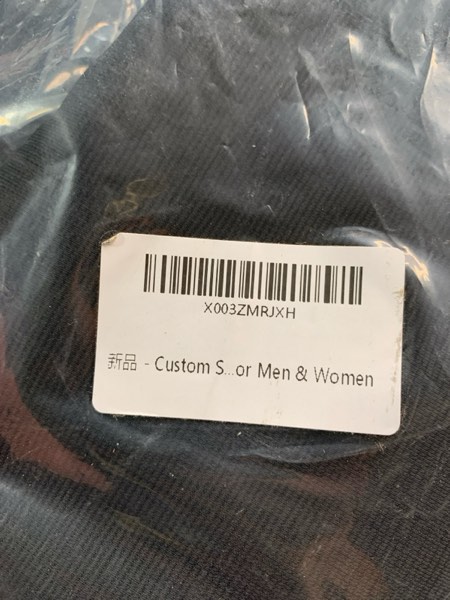 X003ZMRJXH
新品 - Custom S...or Men & Women